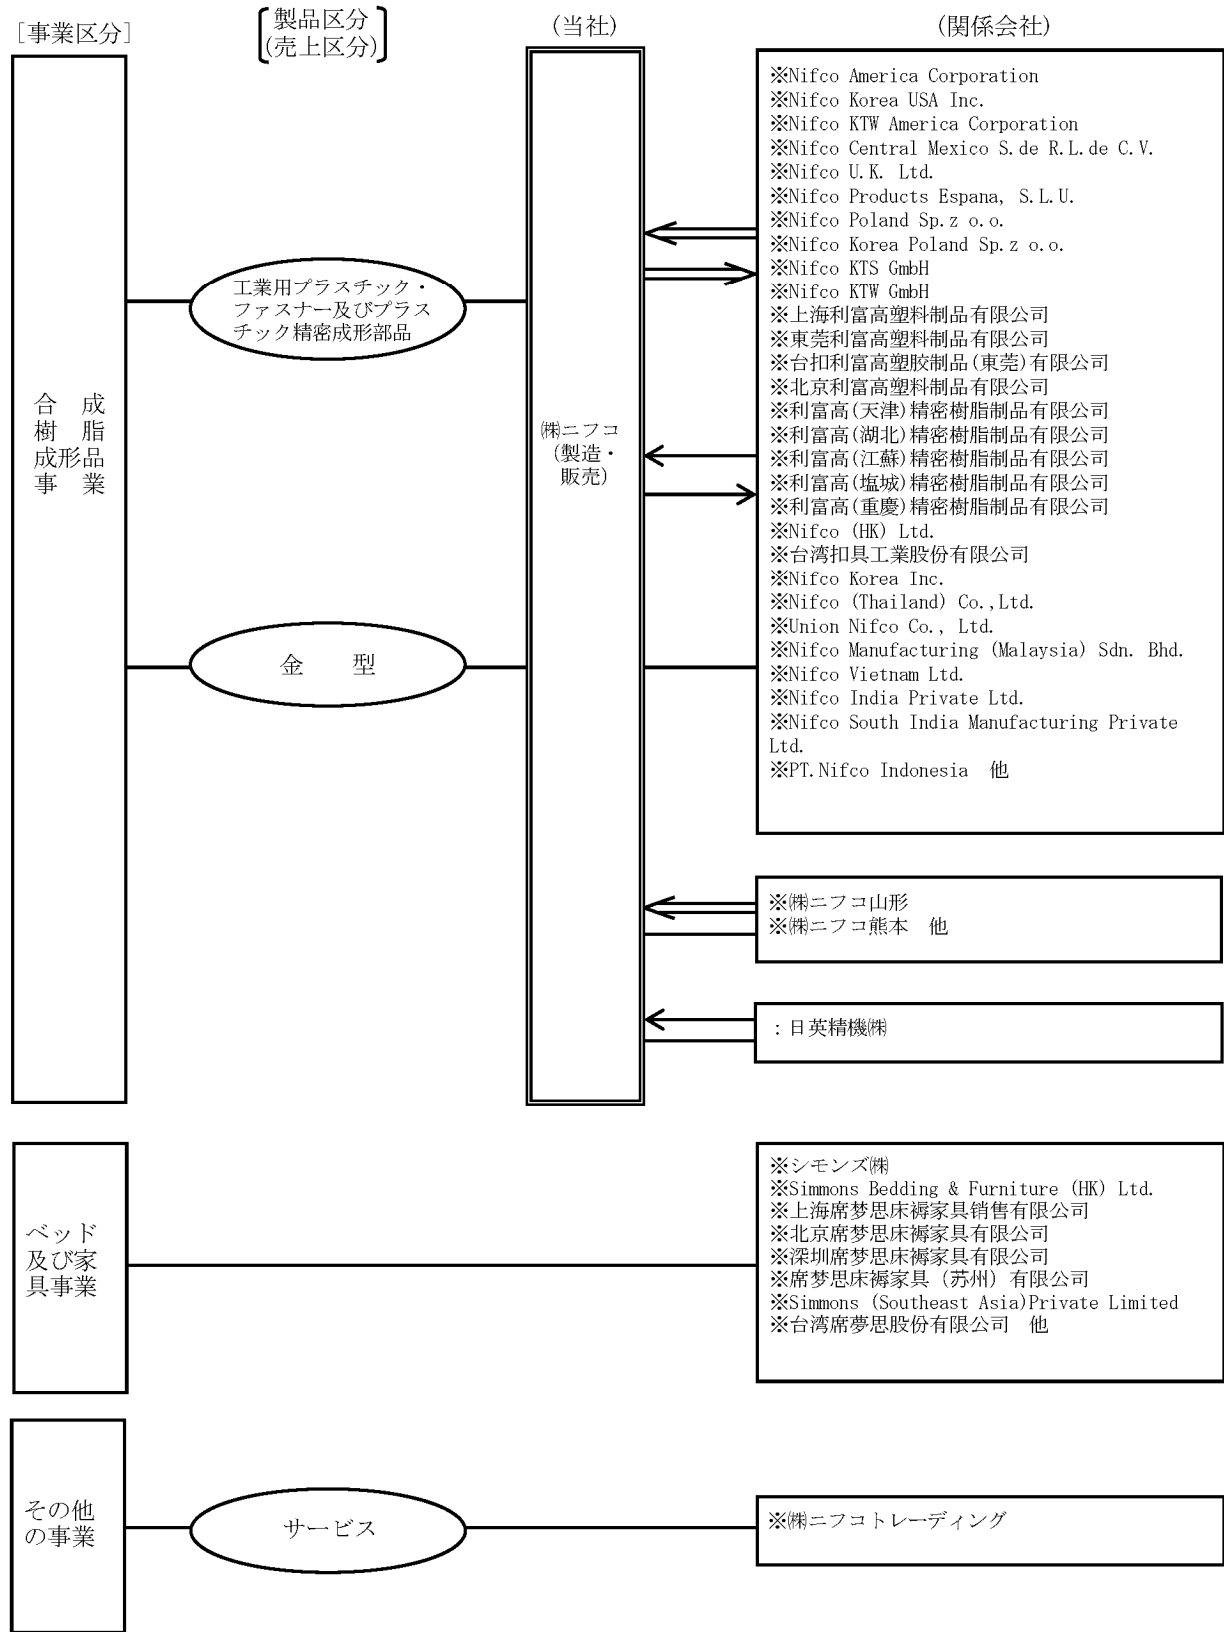 [事業区分]
製品区分
(売上区分)
(当社)
(関係会社)
合　成
樹　脂
成形品
事　業
工業用プラスチック・
ファスナー及びプラス
チック精密成形部品
金　　型
㈱ニフコ
(製造・
販売)
※Nifco America Corporation
※Nifco Korea USA Inc.
※Nifco KTW America Corporation
※Nifco Central Mexico S.de R.L.de C.V.
※Nifco U.K. Ltd.
※Nifco Products Espana, S.L.U.
※Nifco Poland Sp.z o.o.
※Nifco Korea Poland Sp.z o.o.
※Nifco KTS GmbH
※Nifco KTW GmbH
※上海利富高塑料制品有限公司
※東莞利富高塑料制品有限公司
※台扣利富高塑胶制品(東莞)有限公司
※北京利富高塑料制品有限公司
※利富高(天津)精密樹脂制品有限公司
※利富高(湖北)精密樹脂制品有限公司
※利富高(江蘇)精密樹脂制品有限公司
※利富高(塩城)精密樹脂制品有限公司
※利富高(重慶)精密樹脂制品有限公司
※Nifco (HK) Ltd.
※台湾扣具工業股份有限公司
※Nifco Korea Inc.
※Nifco (Thailand) Co.,Ltd.
※Union Nifco Co., Ltd.
※Nifco Manufacturing (Malaysia) Sdn. Bhd.
※Nifco Vietnam Ltd.
※Nifco India Private Ltd.
※Nifco South India Manufacturing Private
Ltd.
※PT.Nifco Indonesia　他
※㈱ニフコ山形
※㈱ニフコ熊本　他
：日英精機㈱
ベッド
及び家
具事業
※シモンズ㈱
※Simmons Bedding & Furniture (HK) Ltd.
※上海席梦思床褥家具销售有限公司
※北京席梦思床褥家具有限公司
※深圳席梦思床褥家具有限公司
※席梦思床褥家具（苏州）有限公司
※Simmons (Southeast Asia)Private Limited
※台湾席夢思股份有限公司　他
その他
の事業
サービス
※㈱ニフコトレーディング